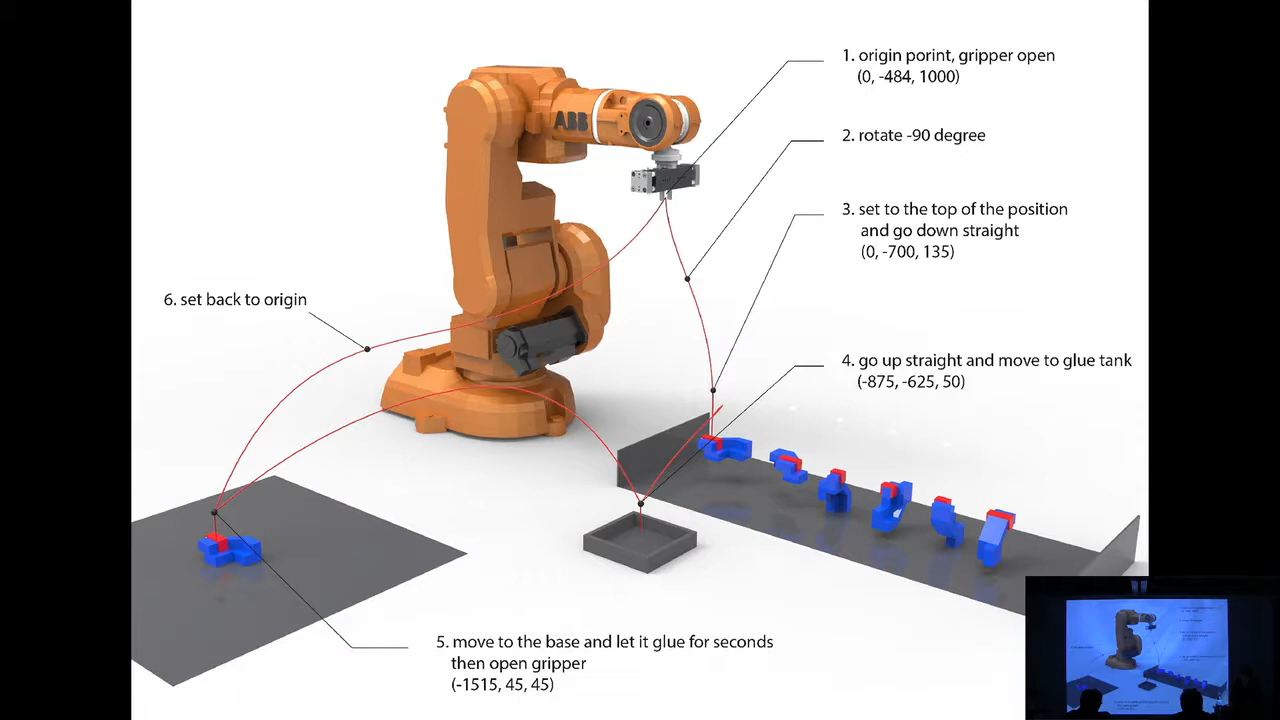 1. origin porint, gripper open
(0, -484, 1000)
2. rotate -90 degree
3. set to the top of the position
and go down straight
(0, -700, 135)
ABB
6. set back to origin
4. go up straight and move to glue tank
(-875, -625, 50)
5. move to the base and let it glue for seconds
then open gripper
(-1515, 45, 45)